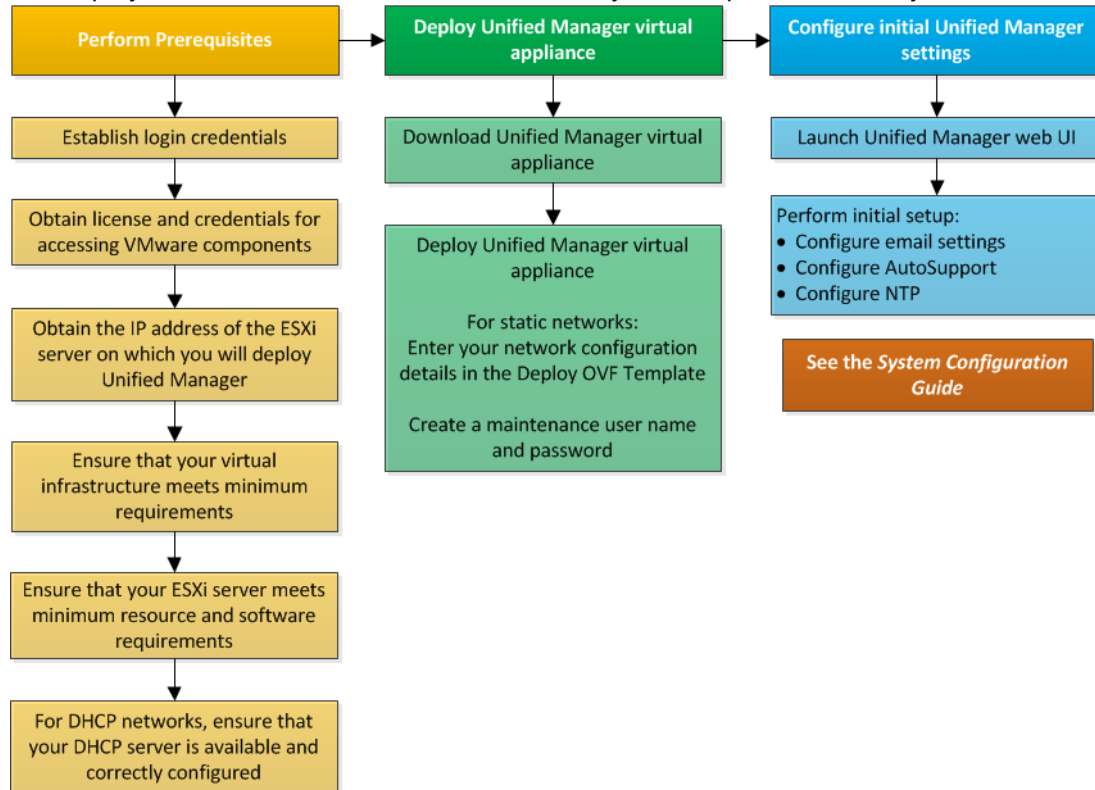 Perform Prerequisites
Establish login credentials
Obtain license and credentials for
accessing VMware components
Obtain the IP address of the ESXi
server on which you will deploy
Unified Manager
Ensure that your virtual
infrastructure meets minimum
requirements
Ensure that your ESXi server meets
minimum resource and software
requirements
For DHCP networks, ensure that
your DHCP server is available and
correctly configured
Deploy Unified Manager virtual
appliance
Download Unified Manager virtual
appliance
Deploy Unified Manager virtual
appliance
For static networks:
Enter your network configuration
details in the Deploy OVF Template
Create a maintenance user name
and password
Configure initial Unified Manager
settings
Launch Unified Manager web UI
Perform initial setup:
• Configure email settings
• Configure AutoSupport
• Configure NTP
See the System Configuration
Guide